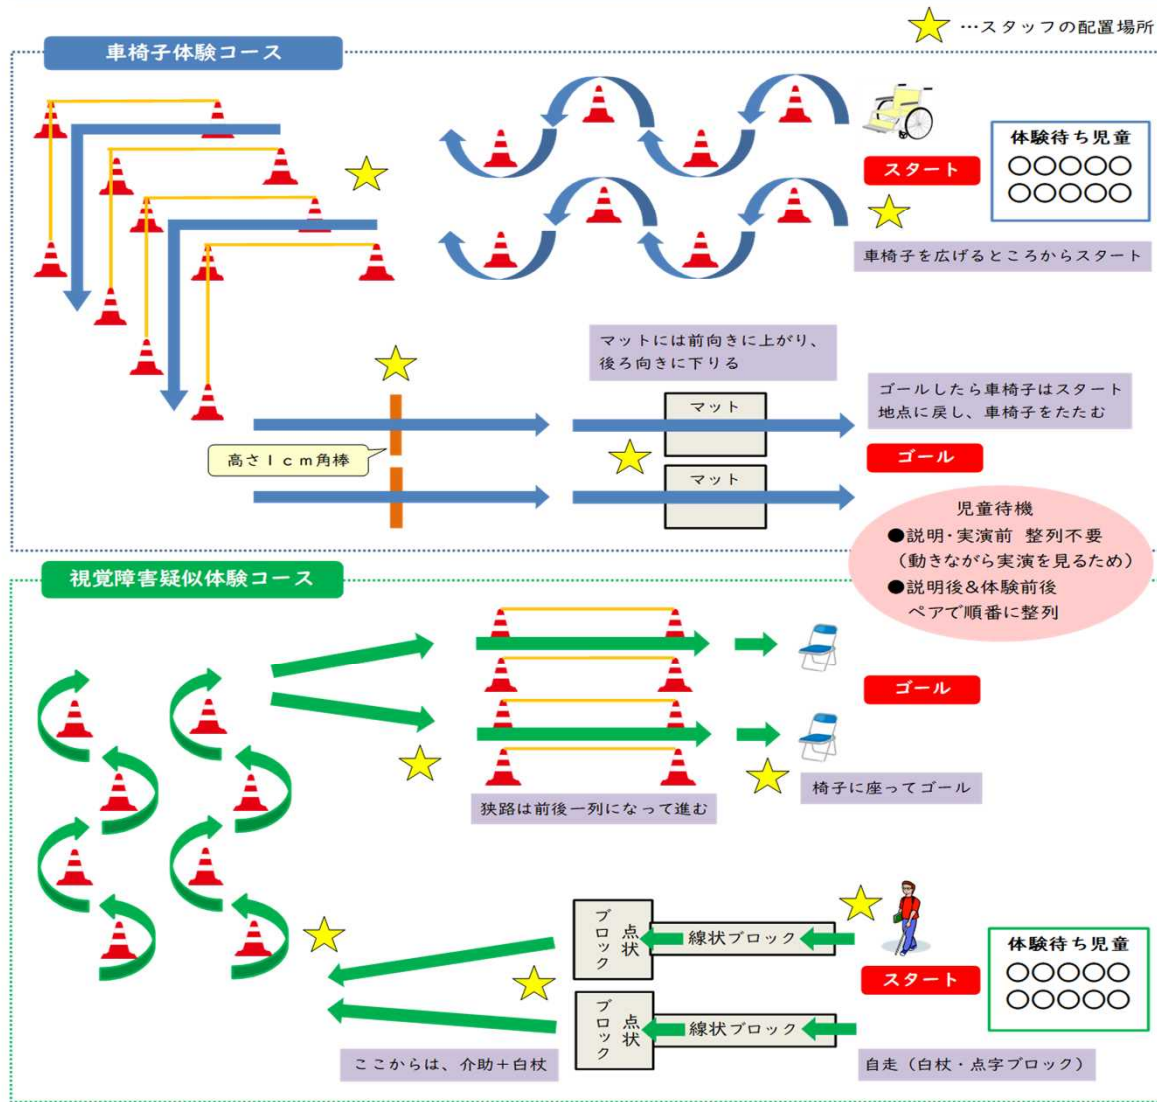 …スタッフの配置場所
車椅子体験コース
体験待ち児童
○○○○○
○○○○○
スタート
車椅子を広げるところからスタート
マットには前向きに上がり、
後ろ向きに下りる
マット
ゴールしたら車椅子はスタート
地点に戻し、車椅子をたたむ
高さ1cm角棒
ゴール
マット
児童待機
●説明・実演前 整列不要
(動きながら実演を見るため)
●説明後&体験前後
ペアで順番に整列
視覚障害疑似体験コース
ゴール
椅子に座ってゴール
狭路は前後一列になって進む
点状
ブロック
線状ブロック
体験待ち児童
○○○○○
○○○○○
スタート
点状
ブロック
線状ブロック
ここからは、介助+白杖
自走(白杖・点字ブロック)